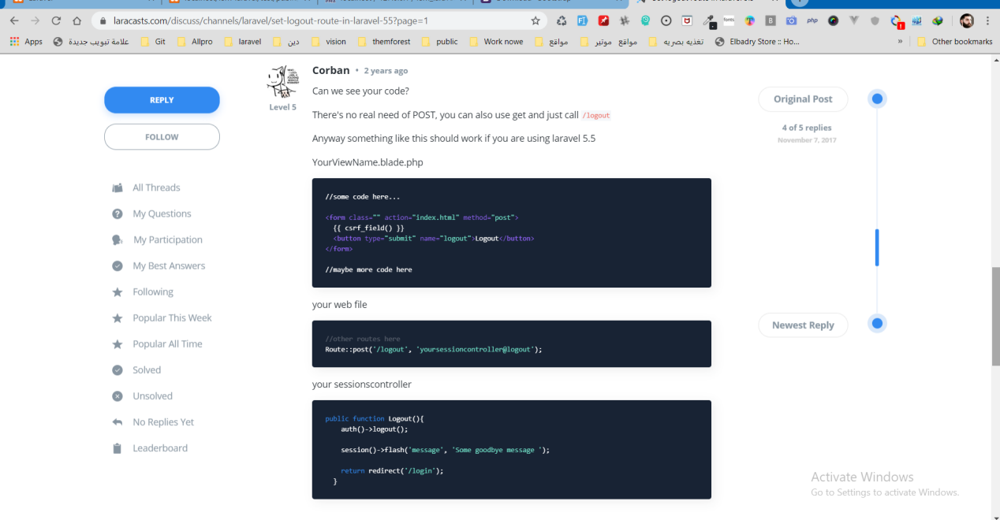 laracasts.com/discuss/channels/laravel/set-logout-route-in-laravel-55?page=1
Apps
علامة تبويب جديدة
Git
Allpro
laravel
دين
vision
themforest
public
Work nowe
مواقع
مواقع موتير
تغذيه بصريه
Elbadry Store :: Ho...
»
Other bookmarks
REPLY
FOLLOW
All Threads
My Questions
My Participation
My Best Answers
Following
Popular This Week
Popular All Time
Solved
Unsolved
No Replies Yet
Leaderboard
Corban • 2 years ago
Level 5
Can we see your code?
There's no real need of POST, you can also use get and just call /logout
Anyway something like this should work if you are using laravel 5.5
YourViewName.blade.php
//some code here...
<form class="" action="index.html" method="post">
{{ csrf_field() }}
<button type="submit" name="logout">Logout</button>
</form>
//maybe more code here
your web file
//other routes here
Route::post('/logout', 'yoursessioncontroller@logout');
your sessionscontroller
public function Logout(){
auth()->logout();
session()->flash('message', 'Some goodbye message ');
return redirect('/login');
}
Original Post
4 of 5 replies
November 7, 2017
Newest Reply
Activate Windows
Go to Settings to activate Windows.